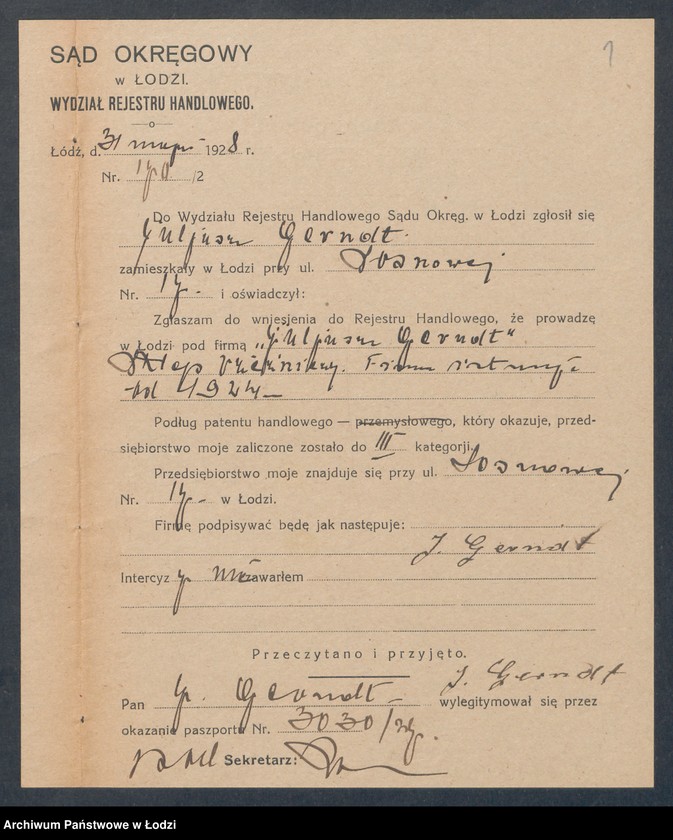 1
SĄD OKRĘGOWY
W ŁODZI.
WYDZIAŁ REJESTRU HANDLOWEGO.
Łódź, d. 31 maja 1928 r.
Nr. /2
Do Wydziału Rejestru Handlowego Sądu Okręg. w Łodzi zgłosił się
Juljusz Gerndt
zamieszkały w Łodzi przy ul. Sosnowej
Nr. i oświadczył:
Zgłaszam do wniesienia do Rejestru Handlowego, że prowadzę
w Łodzi pod firmą „Juljusz Gerndt"
Sklep rzeźniczy. Firma istnieje
od 1924
Podług patentu handlowego — przemysłowego, który okazuje, przed-
siębiorstwo moje zaliczone zostało do III kategorji.
Przedsiębiorstwo moje znajduje się przy ul. Sosnowej
Nr. w Łodzi.
Firmę podpisywać będę jak następuje:
J. Gerndt
Intercyzy nie zawarłem
Przeczytano i przyjęto.
J. Gerndt
Pan J. Gerndt wylegitymował się przez
okazanie paszportu Nr. 3030/
Sekretarz:
Archiwum Państwowe w Łodzi